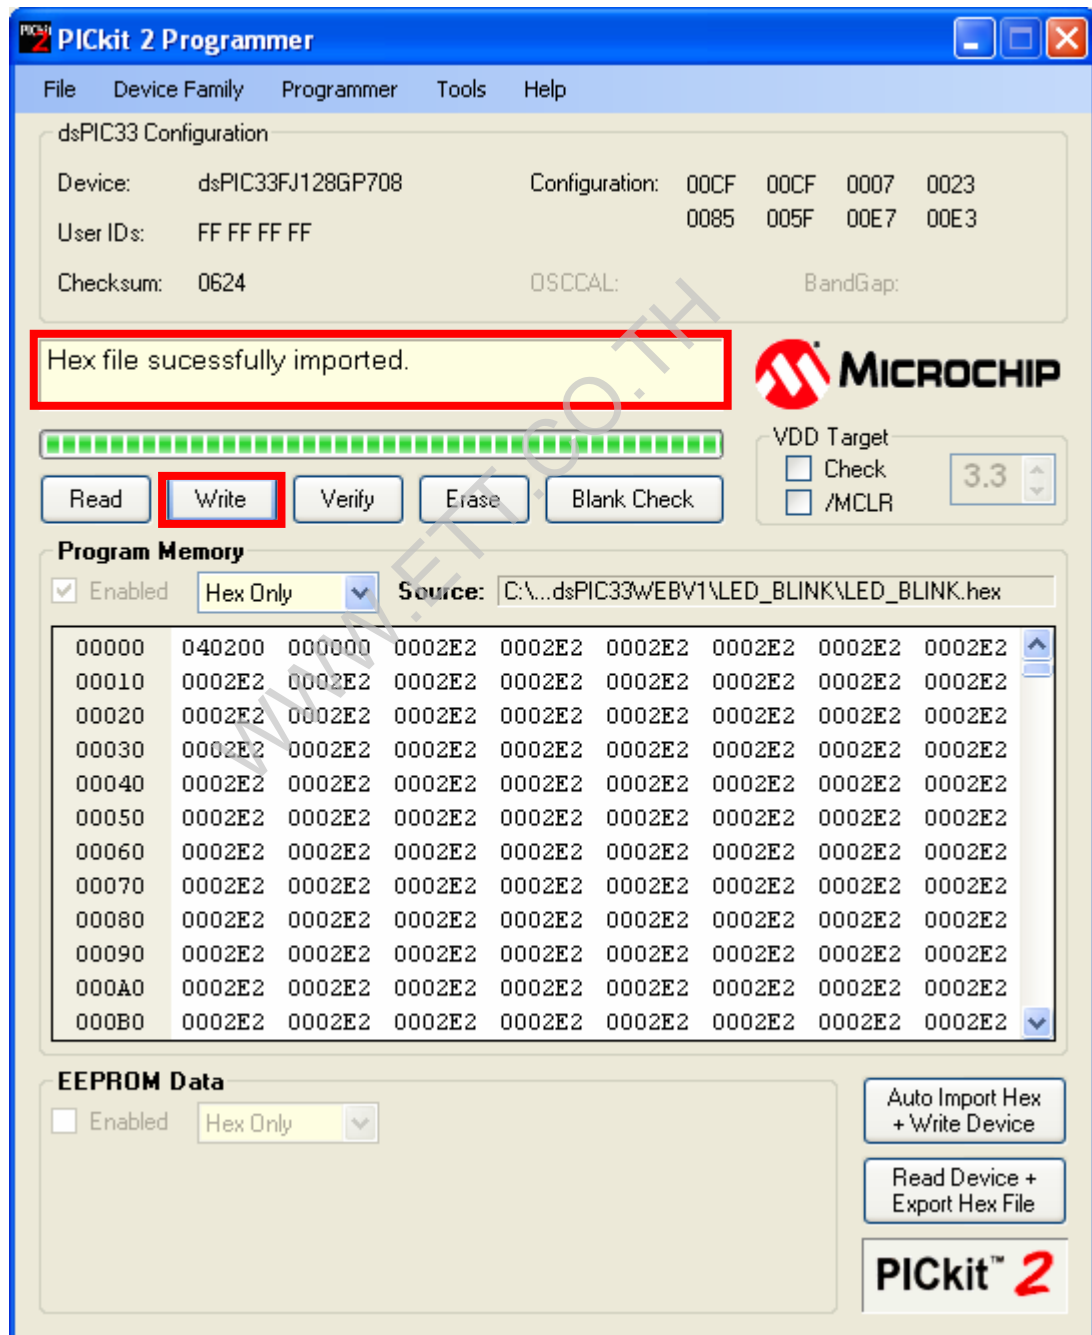 PICkit 2 Programmer
File Device Family Programmer Tools Help
dsPIC33 Configuration
Device: dsPIC33FJ128GP708 Configuration: 00CF 00CF 0007 0023
0085 005F 00E7 00E3
User IDs: FF FF FF FF
Checksum: 0624 OSCCAL: BandGap:
Hex file sucessfully imported.
MICROCHIP
VDD Target
Check
/MCLR
3.3
Read Write Verify Erase Blank Check
Program Memory
Enabled Hex Only Source: C:\...dsPIC33WEBV1\LED_BLINK\LED_BLINK.hex
00000 040200 000000 0002E2 0002E2 0002E2 0002E2 0002E2 0002E2
00010 0002E2 0002E2 0002E2 0002E2 0002E2 0002E2 0002E2 0002E2
00020 0002E2 0002E2 0002E2 0002E2 0002E2 0002E2 0002E2 0002E2
00030 0002E2 0002E2 0002E2 0002E2 0002E2 0002E2 0002E2 0002E2
00040 0002E2 0002E2 0002E2 0002E2 0002E2 0002E2 0002E2 0002E2
00050 0002E2 0002E2 0002E2 0002E2 0002E2 0002E2 0002E2 0002E2
00060 0002E2 0002E2 0002E2 0002E2 0002E2 0002E2 0002E2 0002E2
00070 0002E2 0002E2 0002E2 0002E2 0002E2 0002E2 0002E2 0002E2
00080 0002E2 0002E2 0002E2 0002E2 0002E2 0002E2 0002E2 0002E2
00090 0002E2 0002E2 0002E2 0002E2 0002E2 0002E2 0002E2 0002E2
000A0 0002E2 0002E2 0002E2 0002E2 0002E2 0002E2 0002E2 0002E2
000B0 0002E2 0002E2 0002E2 0002E2 0002E2 0002E2 0002E2 0002E2
WWW.ETT.CO.TH
EEPROM Data
Enabled Hex Only
Auto Import Hex
+ Write Device
Read Device +
Export Hex File
PICkit™ 2